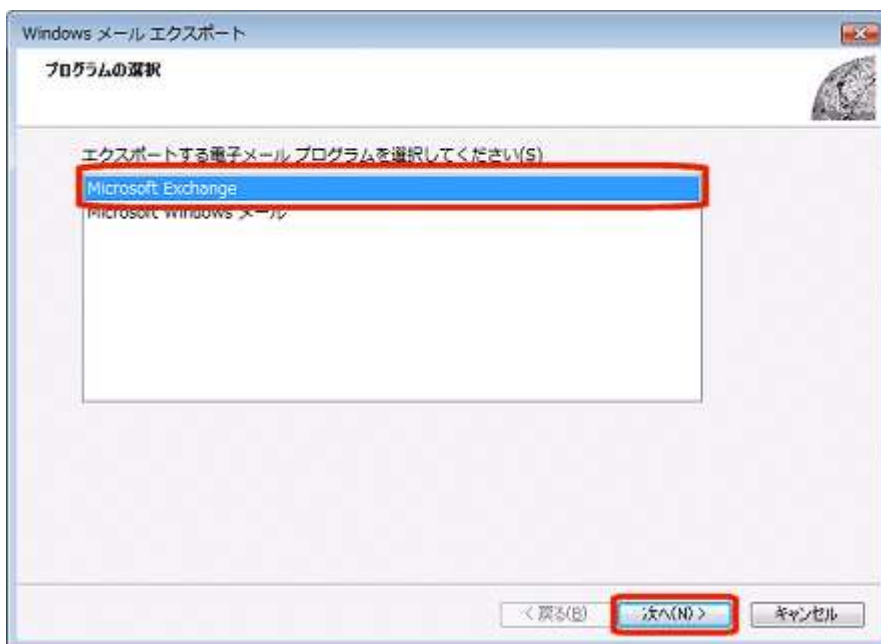 Windows メール エクスポート
プログラムの選択
エクスポートする電子メール プログラムを選択してください(S)
Microsoft Exchange
Microsoft Windows メール
< 戻る(B)
次へ(N) >
キャンセル